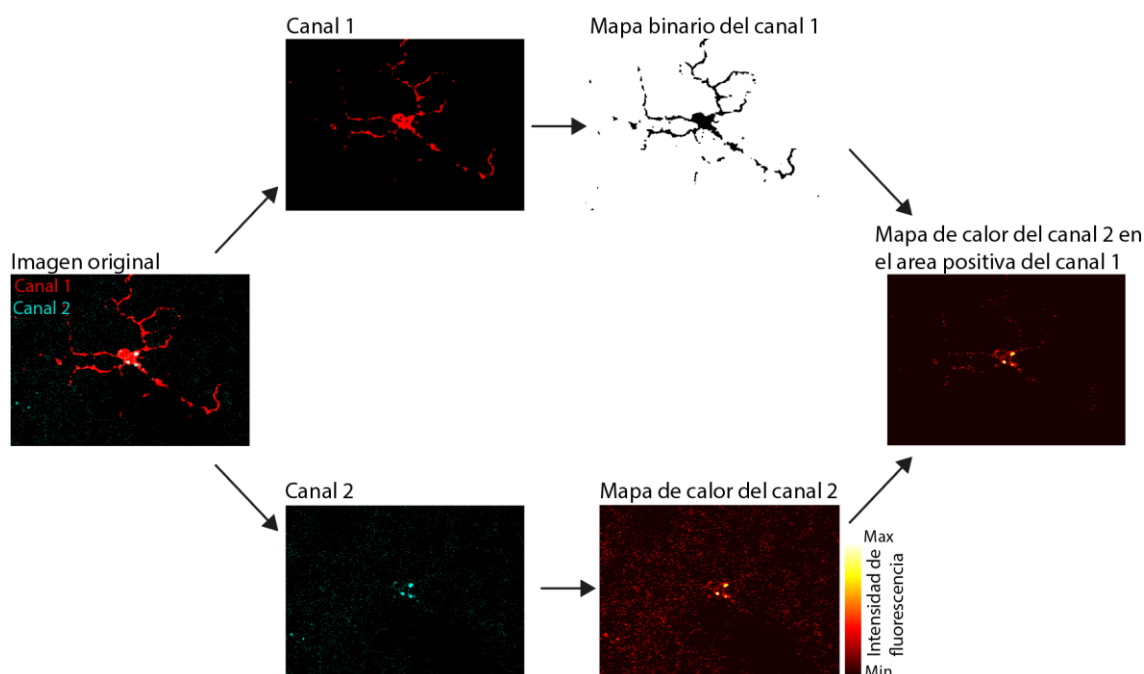 Canal 1
Mapa binario del canal 1
Mapa de calor del canal 2 en
el area positiva del canal 1
Imagen original
Canal 1
Canal 2
Canal 2
Mapa de calor del canal 2
Max
Intensidad de
fluorescencia
Min